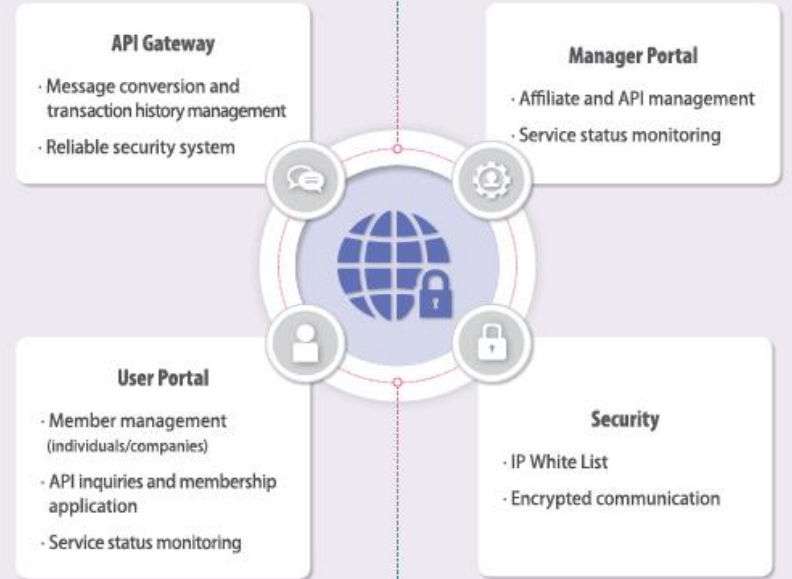 API Gateway
· Message conversion and
transaction history management
· Reliable security system
Manager Portal
· Affiliate and API management
· Service status monitoring
User Portal
· Member management
(individuals/companies)
· API inquiries and membership
application
· Service status monitoring
Security
· IP White List
· Encrypted communication